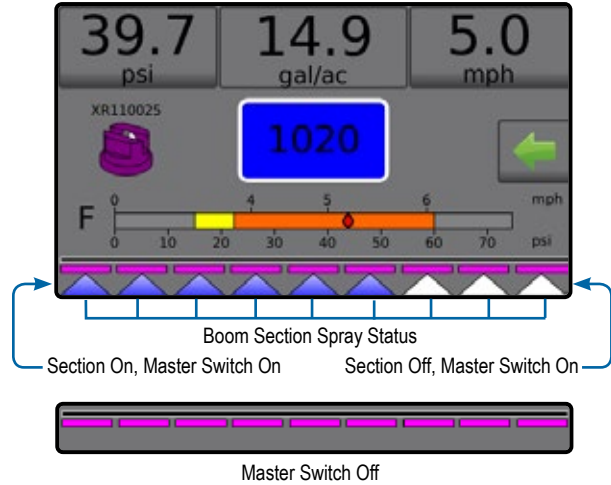 39.7 14.9 5.0
psi gal/ac mph
XR110025
1020
0 4 5 6 mph
F
0 10 20 30 40 50 60 70 psi
Boom Section Spray Status
Section On, Master Switch On Section Off, Master Switch On
Master Switch Off